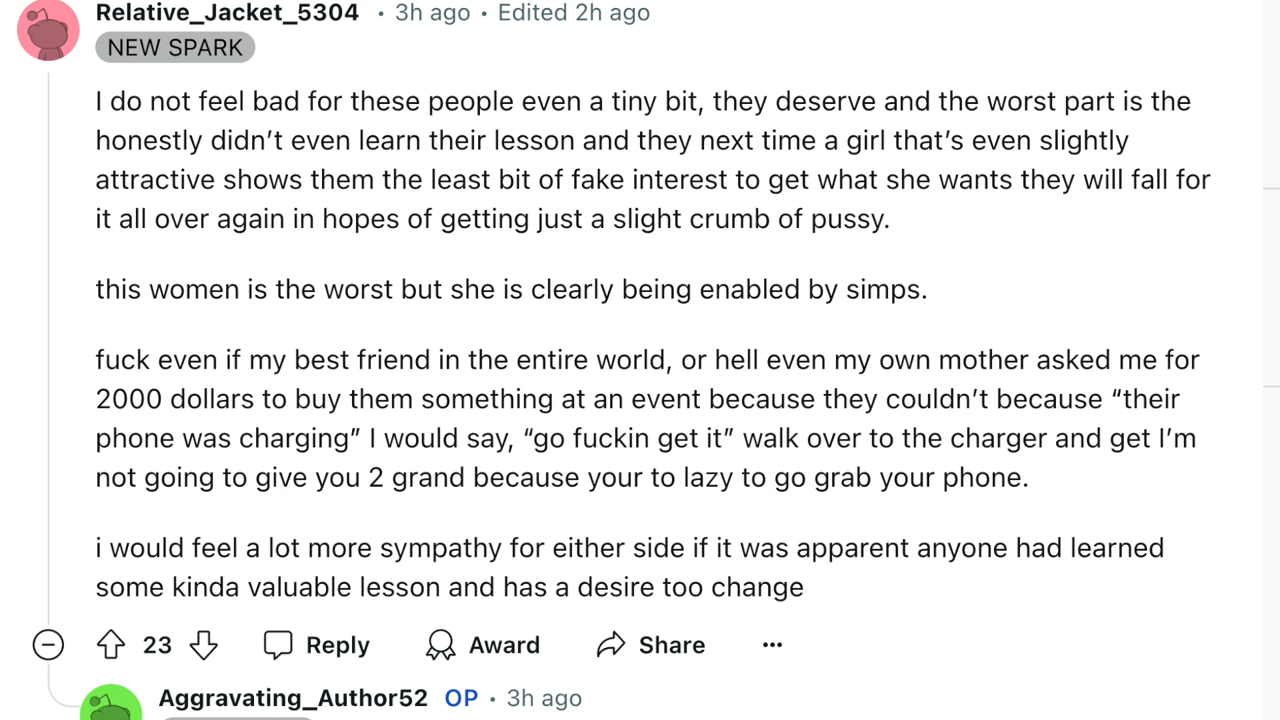 Relative_Jacket_5304 • 3h ago • Edited 2h ago
NEW SPARK
I do not feel bad for these people even a tiny bit, they deserve and the worst part is the
honestly didn’t even learn their lesson and they next time a girl that’s even slightly
attractive shows them the least bit of fake interest to get what she wants they will fall for
it all over again in hopes of getting just a slight crumb of pussy.
this women is the worst but she is clearly being enabled by simps.
fuck even if my best friend in the entire world, or hell even my own mother asked me for
2000 dollars to buy them something at an event because they couldn’t because “their
phone was charging” I would say, “go fuckin get it” walk over to the charger and get I’m
not going to give you 2 grand because your to lazy to go grab your phone.
i would feel a lot more sympathy for either side if it was apparent anyone had learned
some kinda valuable lesson and has a desire too change
23 Reply Award Share ...
Aggravating_Author52 OP • 3h ago